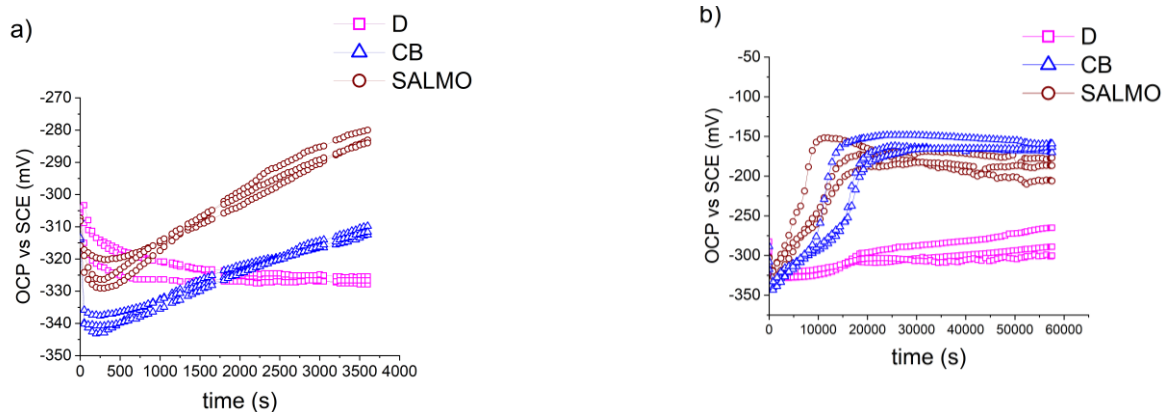 a)
D
CB
SALMO
-270
-280
-290
-300
-310
-320
-330
-340
-350
OCP vs SCE (mV)
0 500 1000 1500 2000 2500 3000 3500 4000
time (s)
b)
D
CB
SALMO
-50
-100
-150
-200
-250
-300
-350
OCP vs SCE (mV)
0 10000 20000 30000 40000 50000 60000
time (s)